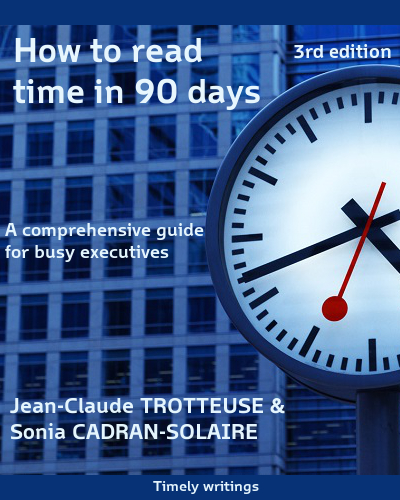 How to read
time in 90 days
3rd edition
A comprehensive guide
for busy executives
Jean-Claude TROTTEUSE &
Sonia CADRAN-SOLAIRE
Timely writings